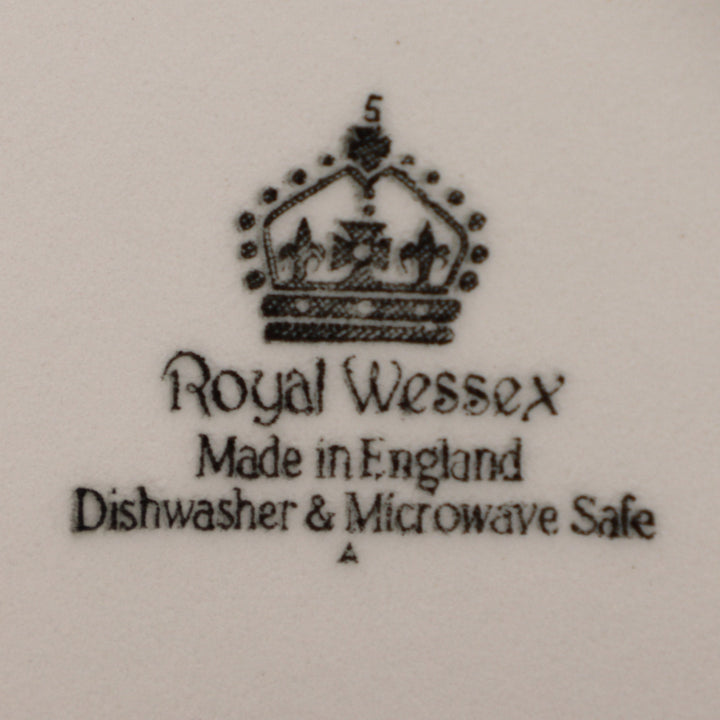 5
Royal Wessex
Made in England
Dishwasher & Microwave Safe
A